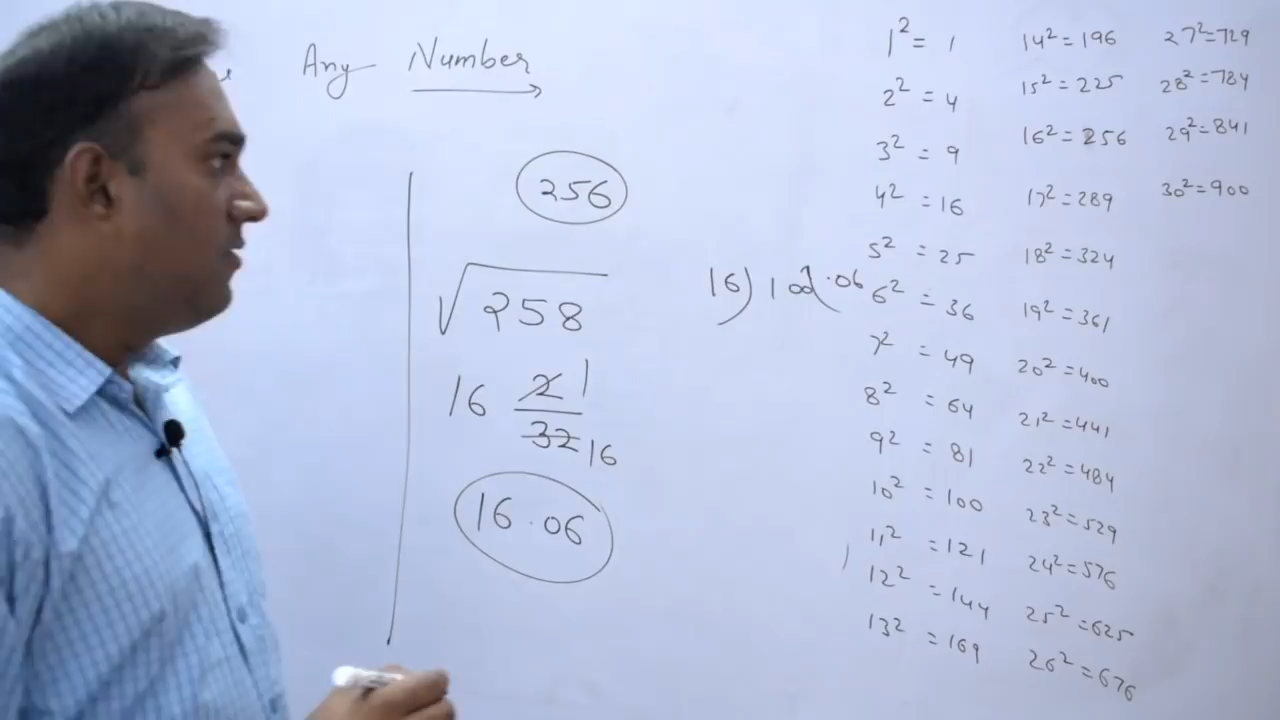 Any Number
256
√258
16 2 1
32 16
16.06
16) 100 .06
1² = 1
2² = 4
3² = 9
4² = 16
5² = 25
6² = 36
7² = 49
8² = 64
9² = 81
10² = 100
11² = 121
12² = 144
13² = 169
14² = 196
15² = 225
16² = 256
17² = 289
18² = 324
19² = 361
20² = 400
21² = 441
22² = 484
23² = 529
24² = 576
25² = 625
26² = 676
27² = 729
28² = 784
29² = 841
30² = 900